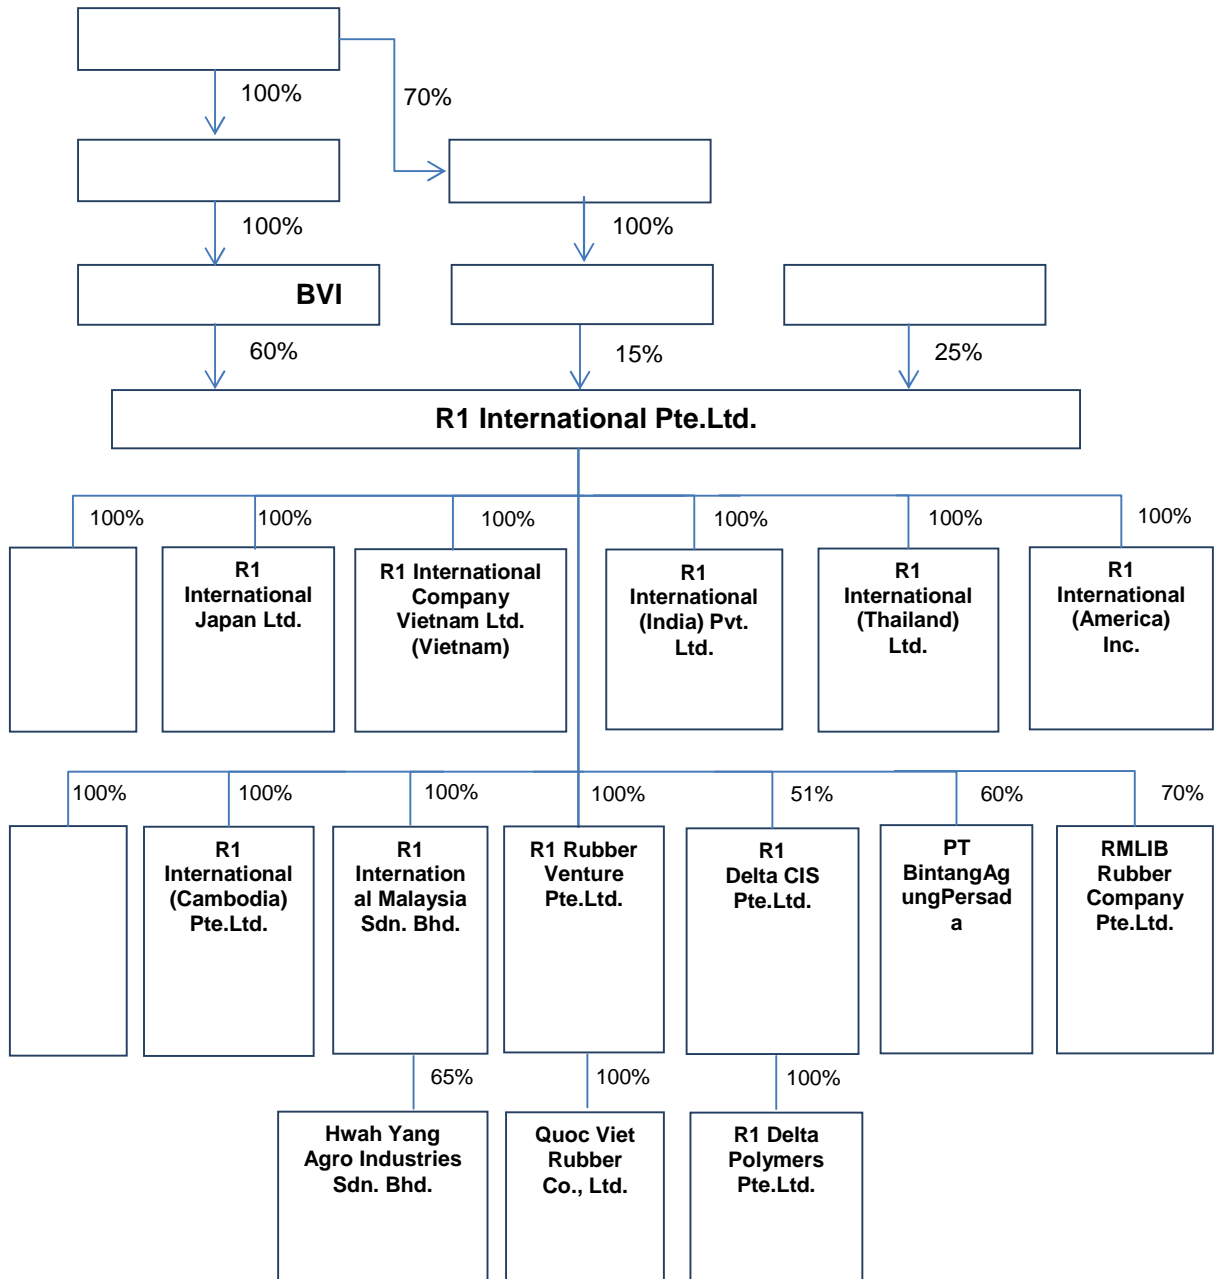 100%
70%
100%
100%
BVI
60%
15%
25%
R1 International Pte.Ltd.
100%
100%
100%
100%
100%
100%
R1
International
Japan Ltd.
R1 International
Company
Vietnam Ltd.
(Vietnam)
R1
International
(India) Pvt.
Ltd.
R1
International
(Thailand)
Ltd.
R1
International
(America)
Inc.
100%
100%
100%
100%
51%
60%
70%
R1
International
(Cambodia)
Pte.Ltd.
R1
Internation
al Malaysia
Sdn. Bhd.
R1 Rubber
Venture
Pte.Ltd.
R1
Delta CIS
Pte.Ltd.
PT
BintangAg
ungPersad
a
RMLIB
Rubber
Company
Pte.Ltd.
65%
100%
100%
Hwah Yang
Agro Industries
Sdn. Bhd.
Quoc Viet
Rubber
Co., Ltd.
R1 Delta
Polymers
Pte.Ltd.